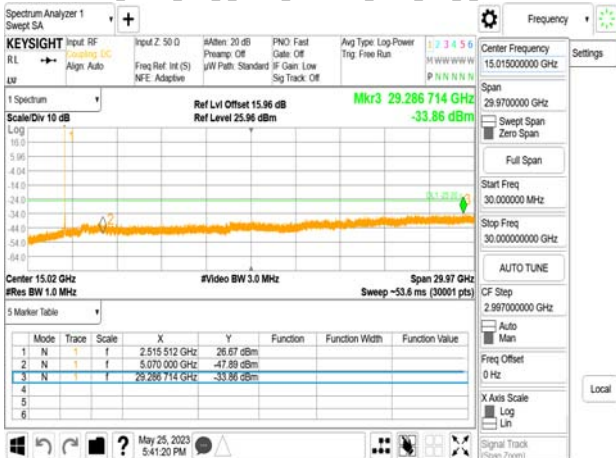 Spectrum Analyzer 1
Swept SA
Frequency
KEYSIGHT Input: RF
RL
Coupling: DC
Align: Auto
Input Z: 50 Ω
Freq Ref: Int (S)
NFE: Adaptive
#Atten: 20 dB
Preamp: Off
µW Path: Standard
PNO: Fast
Gate: Off
IF Gain: Low
Sig Track: Off
Avg Type: Log-Power
Trig: Free Run
1 2 3 4 5 6
M W W W W W
P N N N N N
1 Spectrum
Scale/Div 10 dB
Ref Lvl Offset 15.96 dB
Ref Level 25.96 dBm
Mkr3 29.286 714 GHz
-33.86 dBm
Log
16.0
5.96
-4.04
-14.0
-24.0
-34.0
-44.0
-54.0
-64.0
1
2
3
Center 15.02 GHz
#Res BW 1.0 MHz
#Video BW 3.0 MHz
Span 29.97 GHz
Sweep ~53.6 ms (30001 pts)
5 Marker Table
Mode Trace Scale X Y Function Function Width Function Value
1 N 1 f 2.515 512 GHz 26.67 dBm
2 N 1 f 5.070 000 GHz -47.89 dBm
3 N 1 f 29.286 714 GHz -33.86 dBm
4
5
6
May 25, 2023
5:41:20 PM
Center Frequency
15.015000000 GHz
Span
29.9700000 GHz
Swept Span
Zero Span
Full Span
Start Freq
30.000000 MHz
Stop Freq
30.000000000 GHz
AUTO TUNE
CF Step
2.997000000 GHz
Auto
Man
Freq Offset
0 Hz
X Axis Scale
Log
Lin
Signal Track
(Span Zoom)
Settings
Local